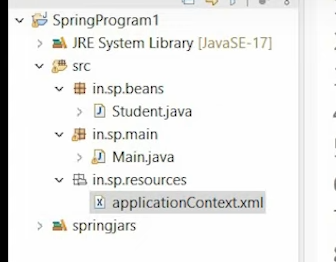 SpringProgram1
JRE System Library [JavaSE-17]
src
in.sp.beans
Student.java
in.sp.main
Main.java
in.sp.resources
applicationContext.xml
springjars